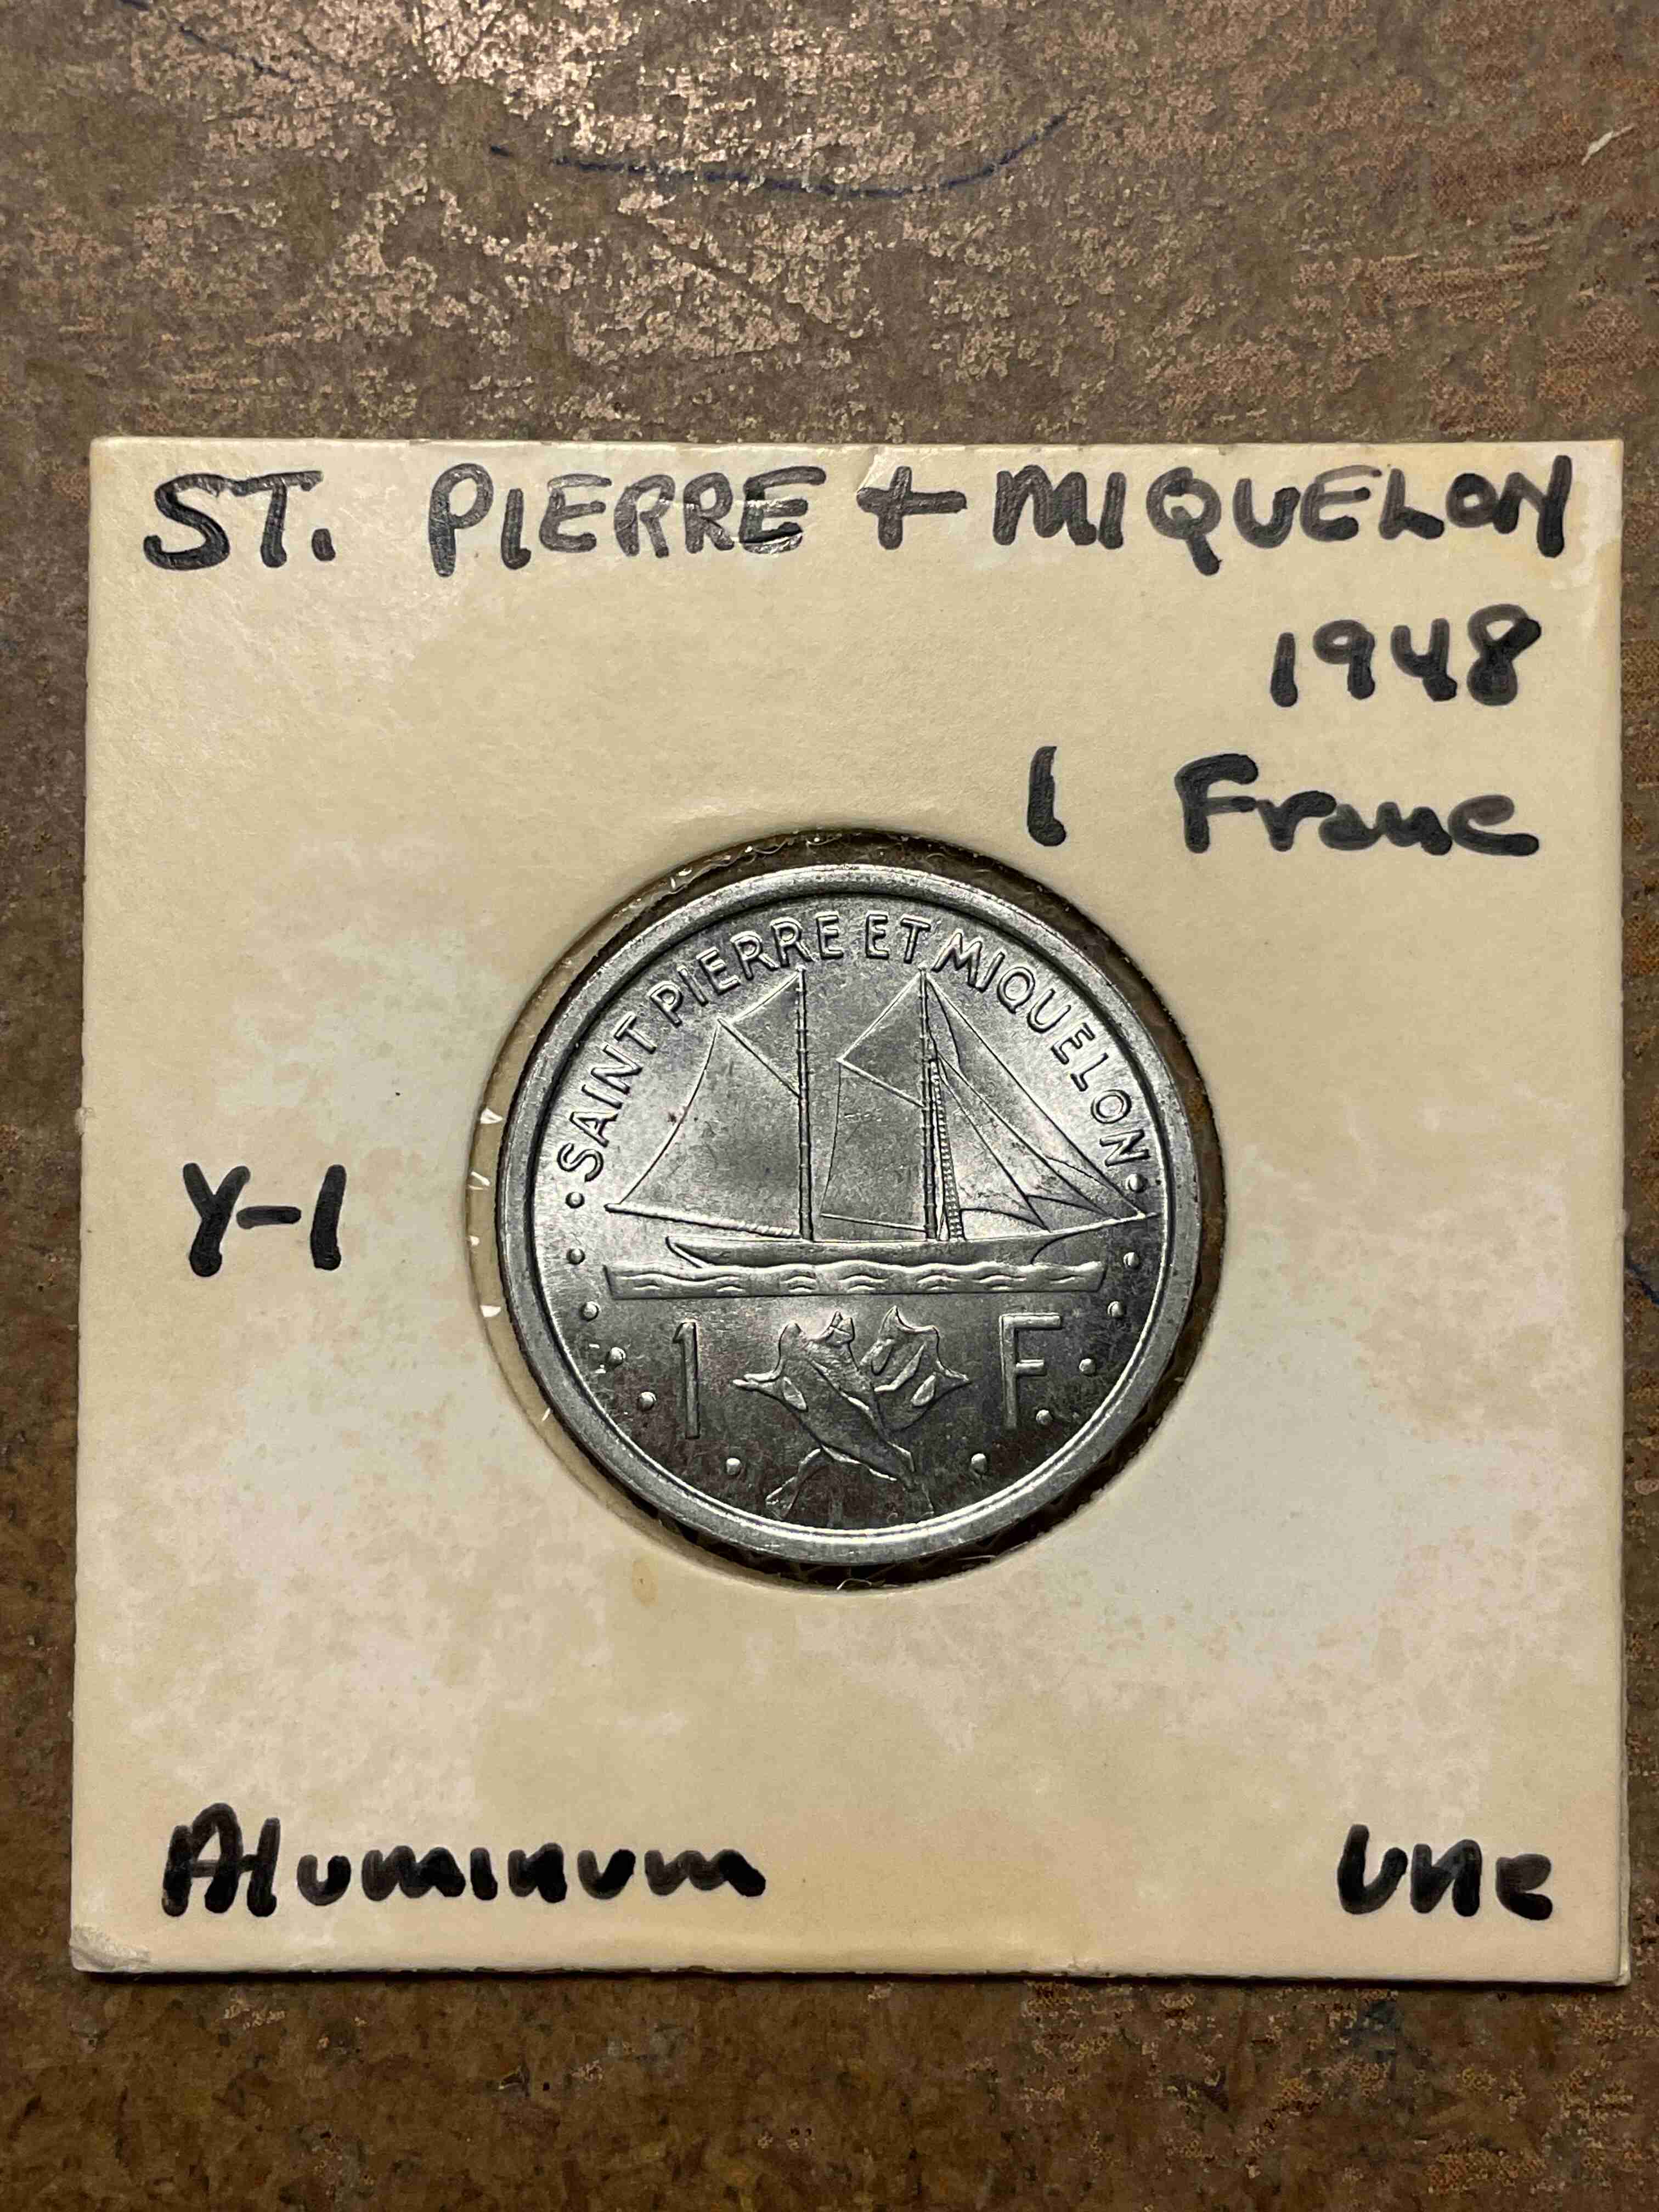 ST. PIERRE + MIQUELON
1948
1 Franc
SAINT PIERRE ET MIQUELON
Y-1
1 F
Aluminum
Unc